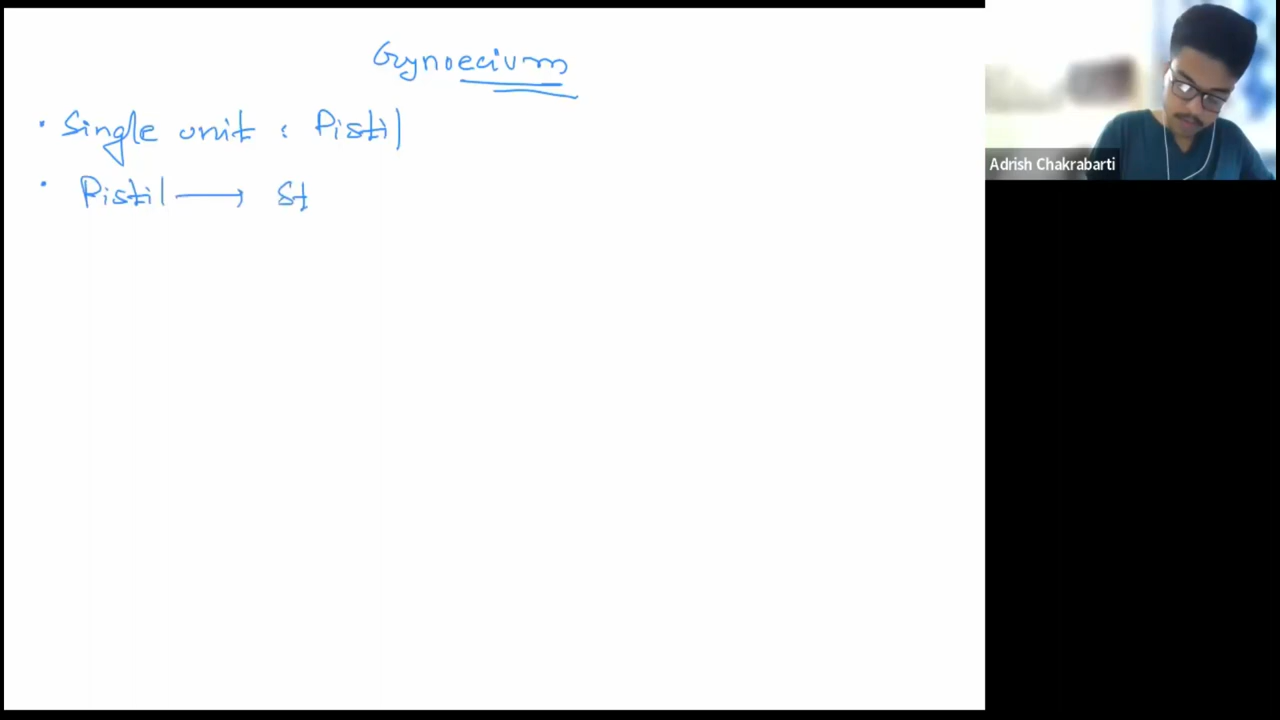 Gynoecium
· Single unit : Pistil
· Pistil → St
Adrish Chakrabarti